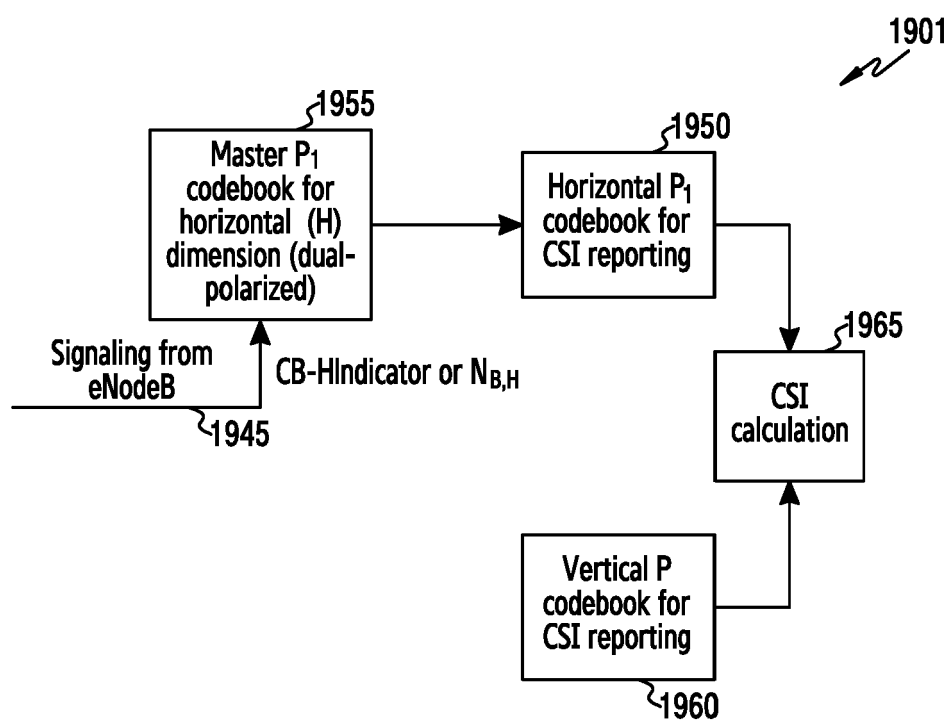 1901
1955
Master P₁
codebook for
horizontal (H)
dimension (dual-
polarized)
1950
Horizontal P₁
codebook for
CSI reporting
Signaling from
eNodeB
1945
CB-HIndicator or N_B,H
1965
CSI
calculation
Vertical P
codebook for
CSI reporting
1960